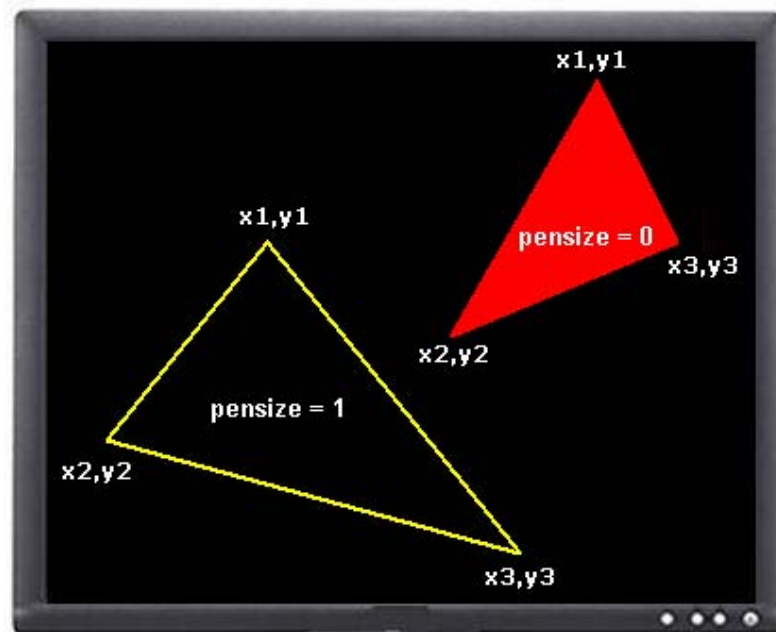 x1,y1
pensize = 0
x3,y3
x2,y2
x1,y1
pensize = 1
x2,y2
x3,y3